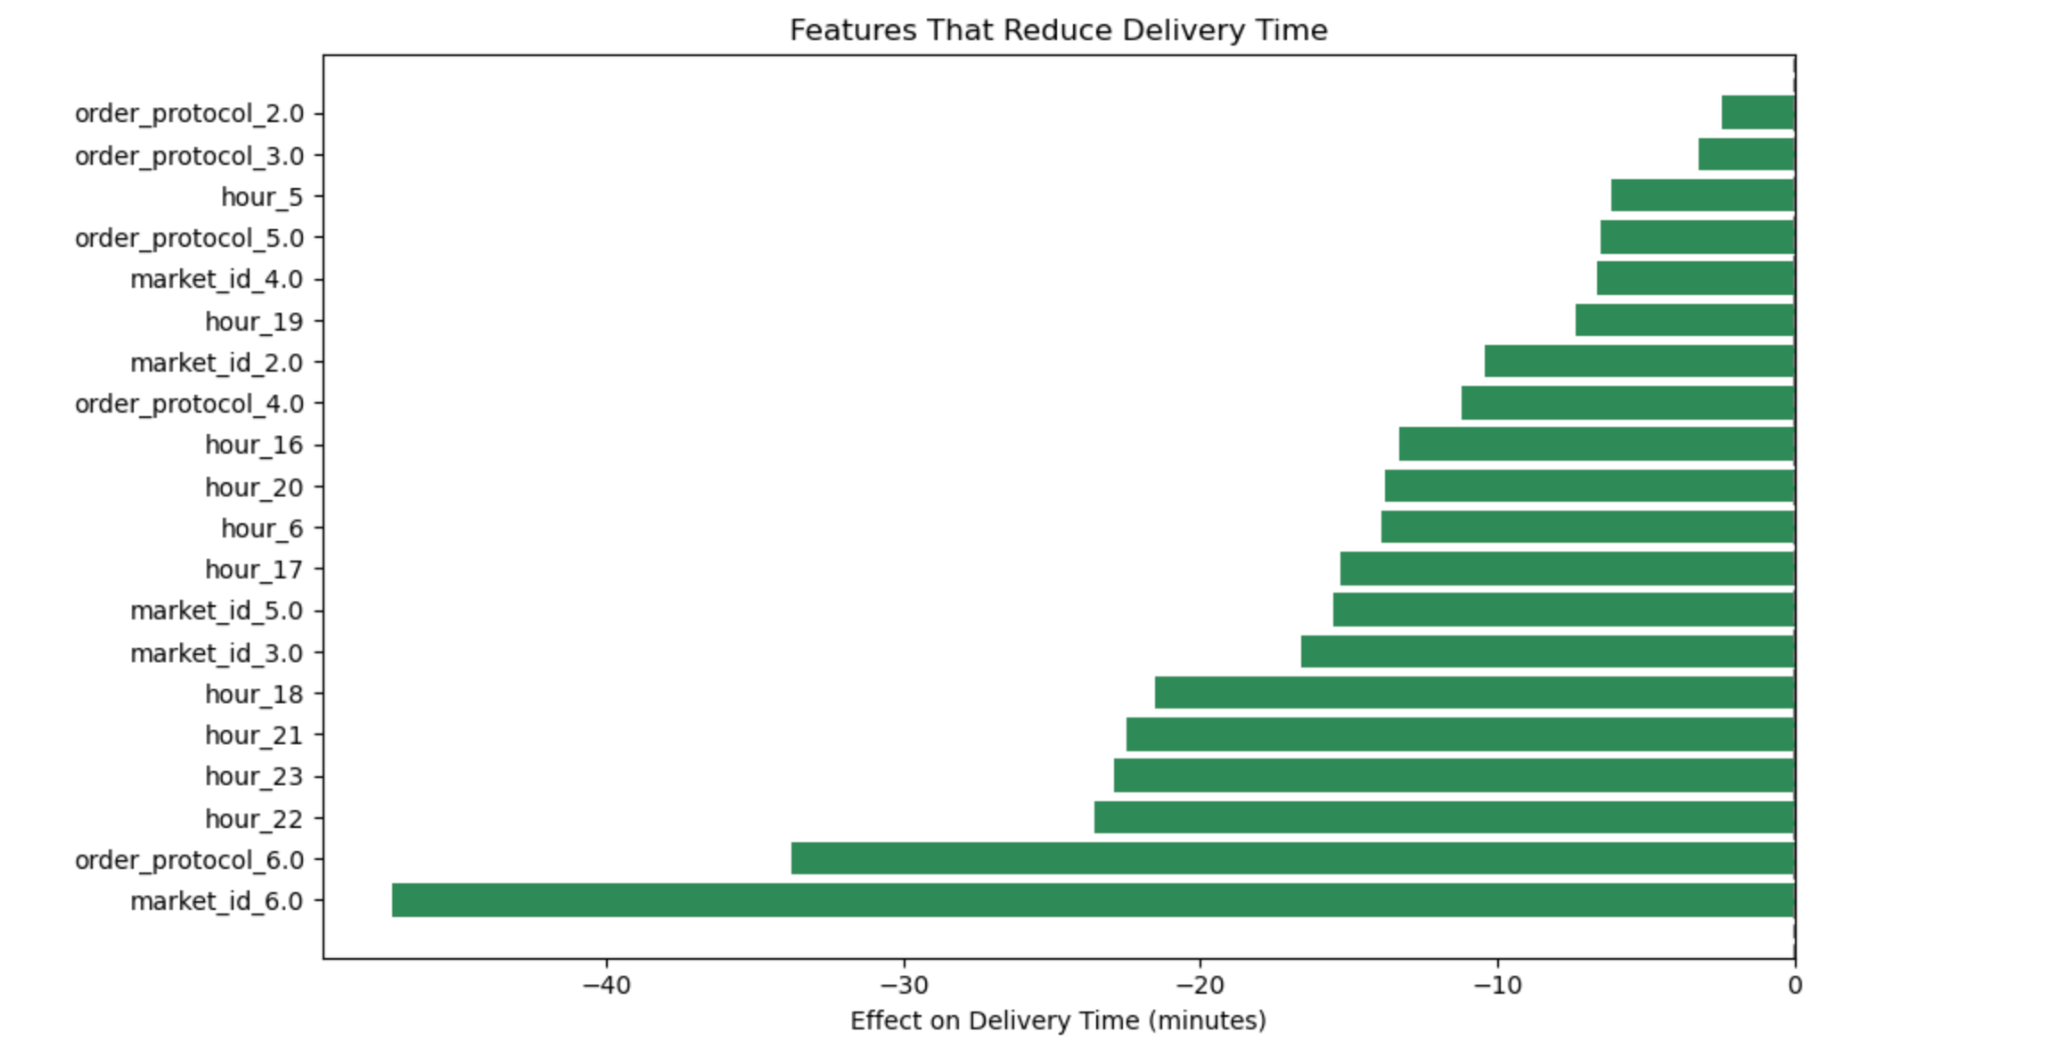 Features That Reduce Delivery Time
order_protocol_2.0
order_protocol_3.0
hour_5
order_protocol_5.0
market_id_4.0
hour_19
market_id_2.0
order_protocol_4.0
hour_16
hour_20
hour_6
hour_17
market_id_5.0
market_id_3.0
hour_18
hour_21
hour_23
hour_22
order_protocol_6.0
market_id_6.0
−40 −30 −20 −10 0
Effect on Delivery Time (minutes)